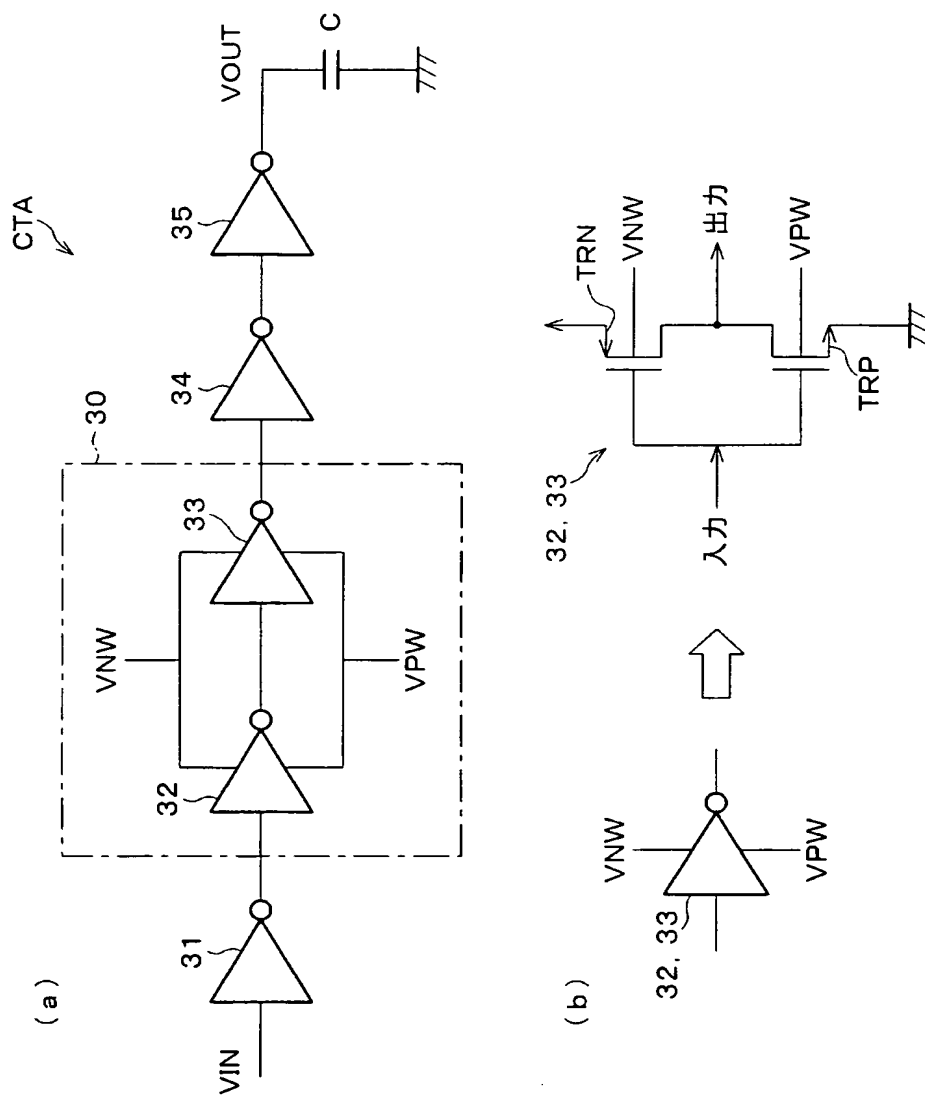 (a)
CTA
VIN
31
30
32
33
VNW
VPW
34
35
VOUT
C
(b)
32, 33
VNW
VPW
32, 33
入力
TRN
VNW
出力
VPW
TRP